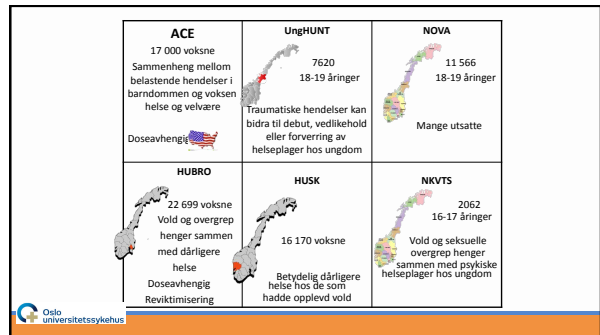 ACE
17 000 voksne
Sammenheng mellom
belastende hendelser i
barndommen og voksen
helse og velvære
Doseavhengig
UngHUNT
7620
18-19 åringer
Traumatiske hendelser kan
bidra til debut, vedlikehold
eller forverring av
helseplager hos ungdom
NOVA
11 566
18-19 åringer
Mange utsatte
HUBRO
22 699 voksne
Vold og overgrep
henger sammen
med dårligere
helse
Doseavhengig
Reviktimisering
HUSK
16 170 voksne
Betydelig dårligere
helse hos de som
hadde opplevd vold
NKVTS
2062
16-17 åringer
Vold og seksuelle
overgrep henger
sammen med psykiske
helseplager hos ungdom
Oslo
universitetssykehus